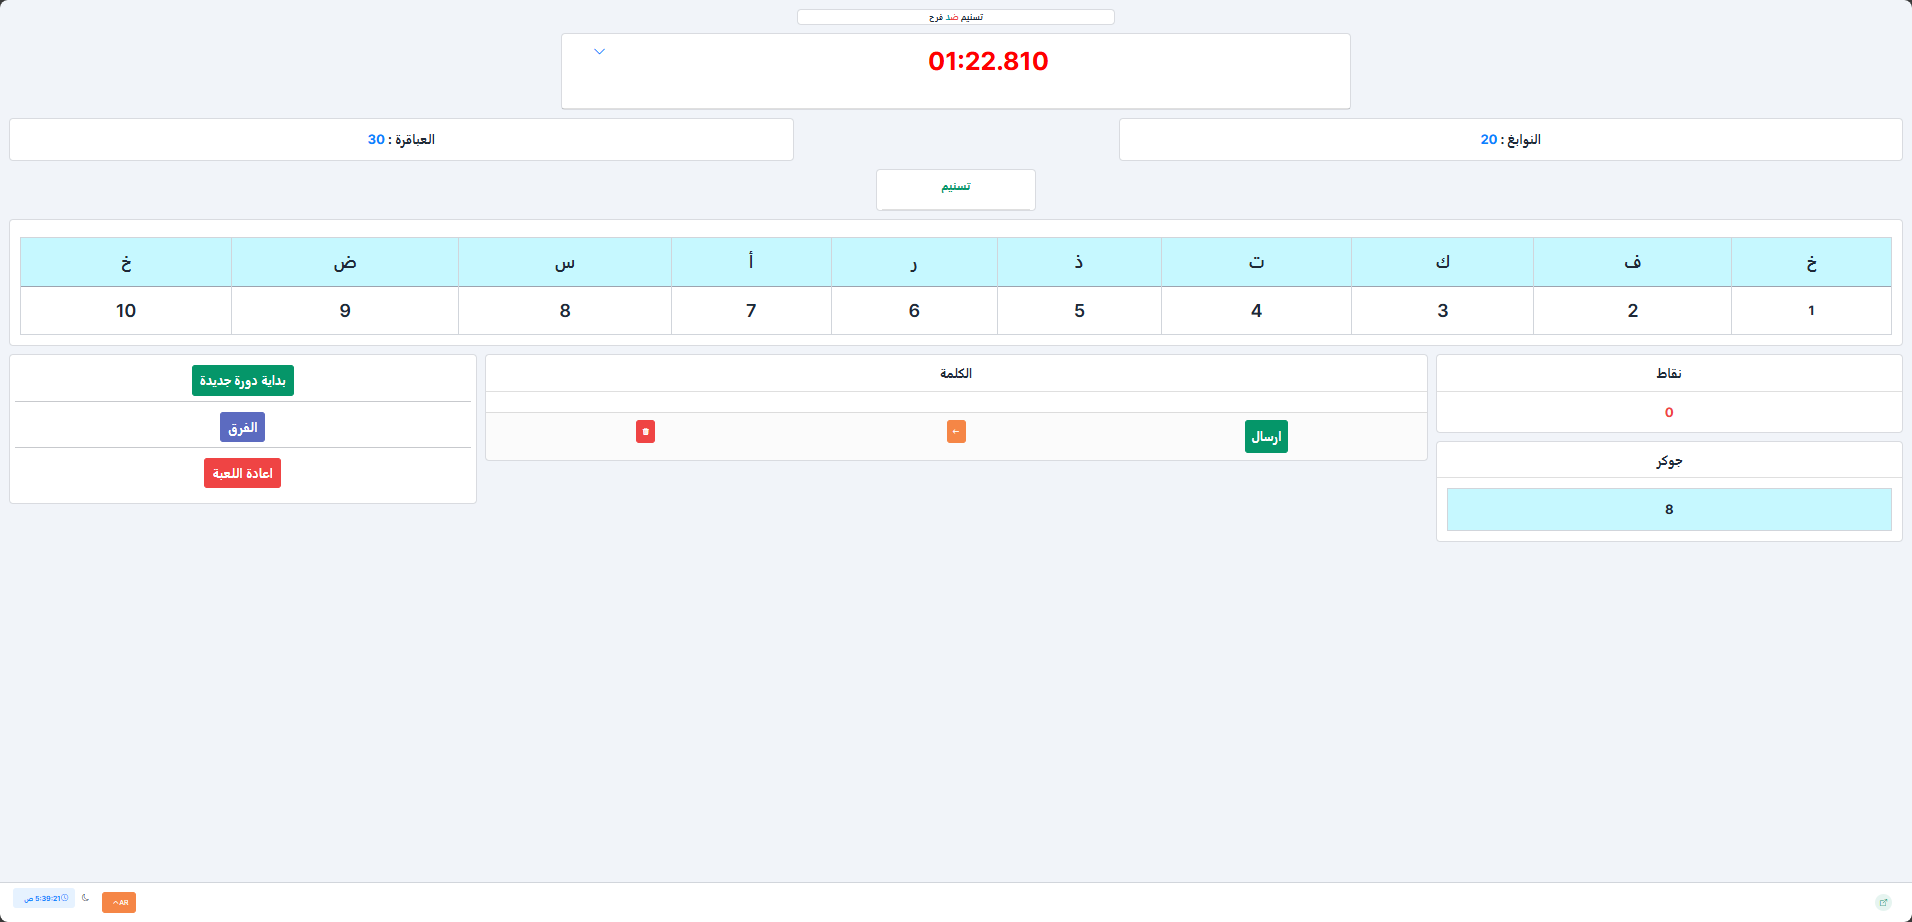 تسنيم ضد فرح
01:22.810
النوابغ : 20
العباقرة : 30
تسنيم
خ ف ك ت ذ ر أ س ض خ
1 2 3 4 5 6 7 8 9 10
نقاط
0
جوكر
8
الكلمة
ارسال
بداية دورة جديدة
الفرق
اعادة اللعبة
AR
5:39:21 ص